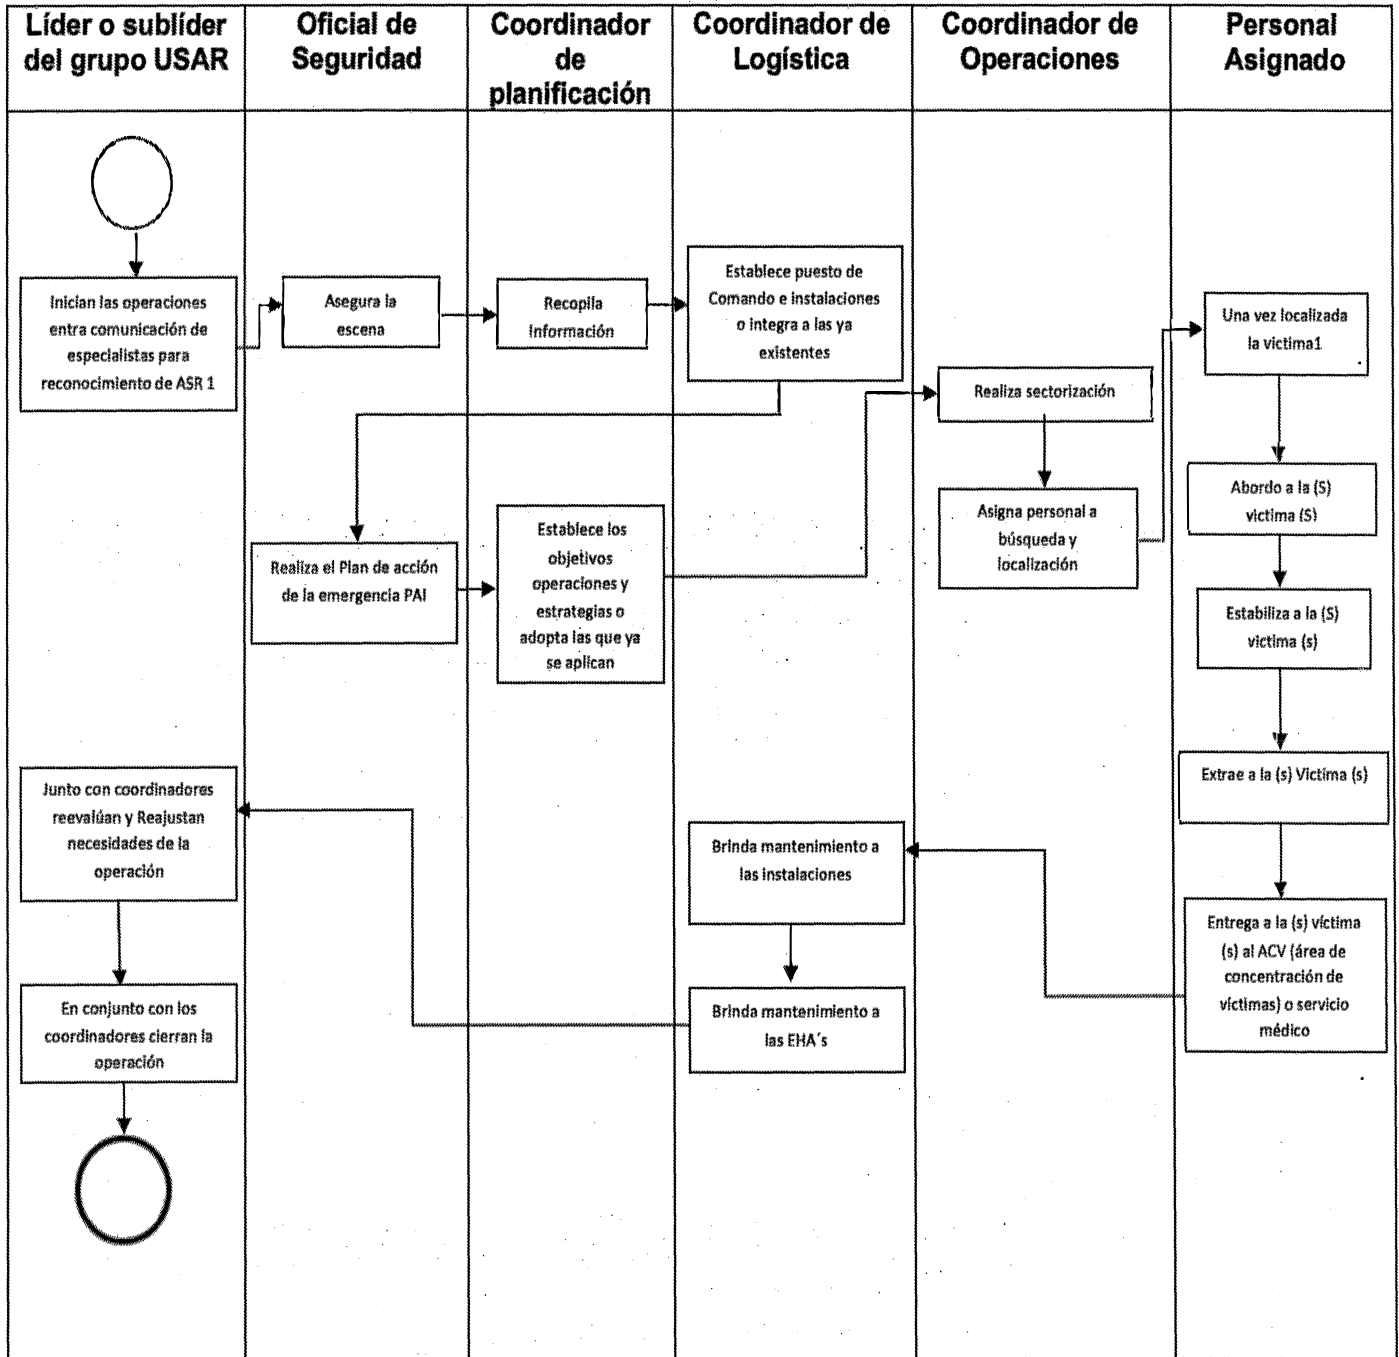 Líder o sublíder
del grupo USAR
Oficial de
Seguridad
Coordinador
de
planificación
Coordinador de
Logística
Coordinador de
Operaciones
Personal
Asignado
Inician las operaciones
entra comunicación de
especialistas para
reconocimiento de ASR 1
Asegura la
escena
Recopila
Información
Establece puesto de
Comando e instalaciones
o integra a las ya
existentes
Realiza sectorización
Una vez localizada
la victima1
Asigna personal a
búsqueda y
localización
Abordo a la (S)
victima (S)
Realiza el Plan de acción
de la emergencia PAI
Establece los
objetivos
operaciones y
estrategias o
adopta las que ya
se aplican
Estabiliza a la (S)
victima (s)
Extrae a la (s) Victima (s)
Junto con coordinadores
reevalúan y Reajustan
necesidades de la
operación
Brinda mantenimiento a
las instalaciones
Entrega a la (s) víctima
(s) al ACV (área de
concentración de
víctimas) o servicio
médico
En conjunto con los
coordinadores cierran la
operación
Brinda mantenimiento a
las EHA´s